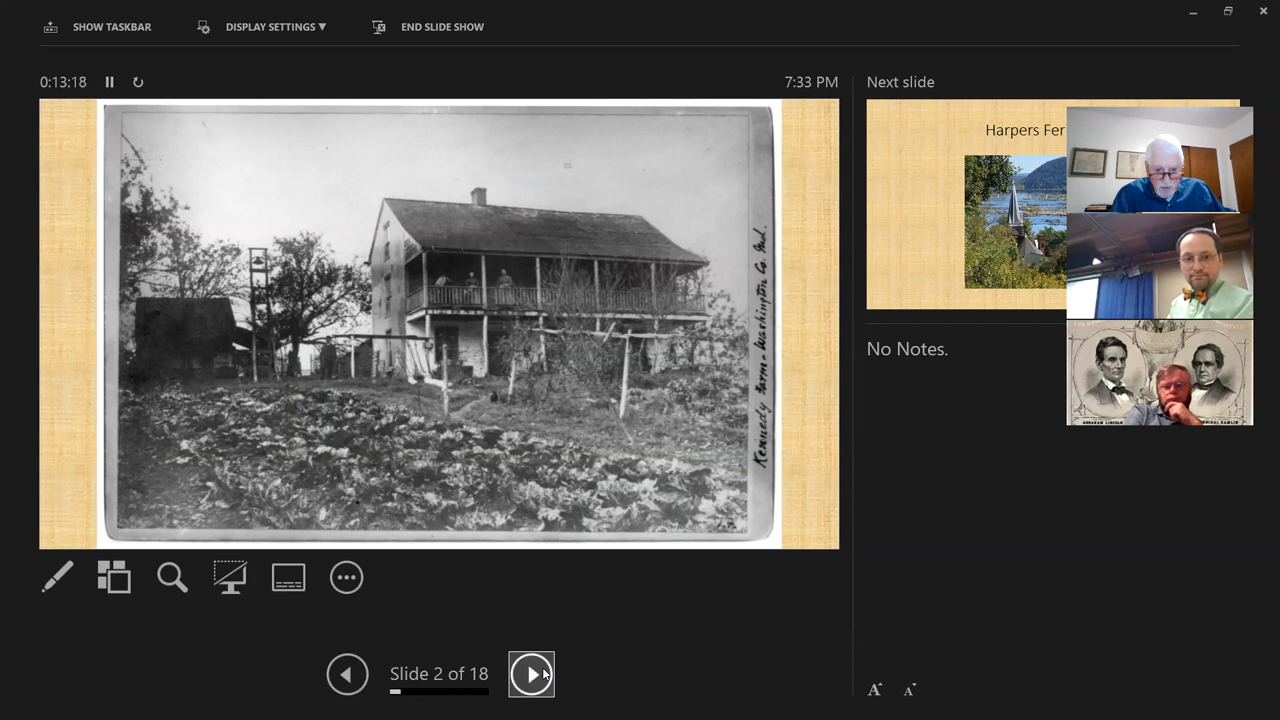 SHOW TASKBAR
DISPLAY SETTINGS ▼
END SLIDE SHOW
0:13:18
7:33 PM
Next slide
Kennedy Farm - Washington Co. Md.
Harpers Fer
No Notes.
ABRAHAM LINCOLN
HAMLIN
Slide 2 of 18
A
A